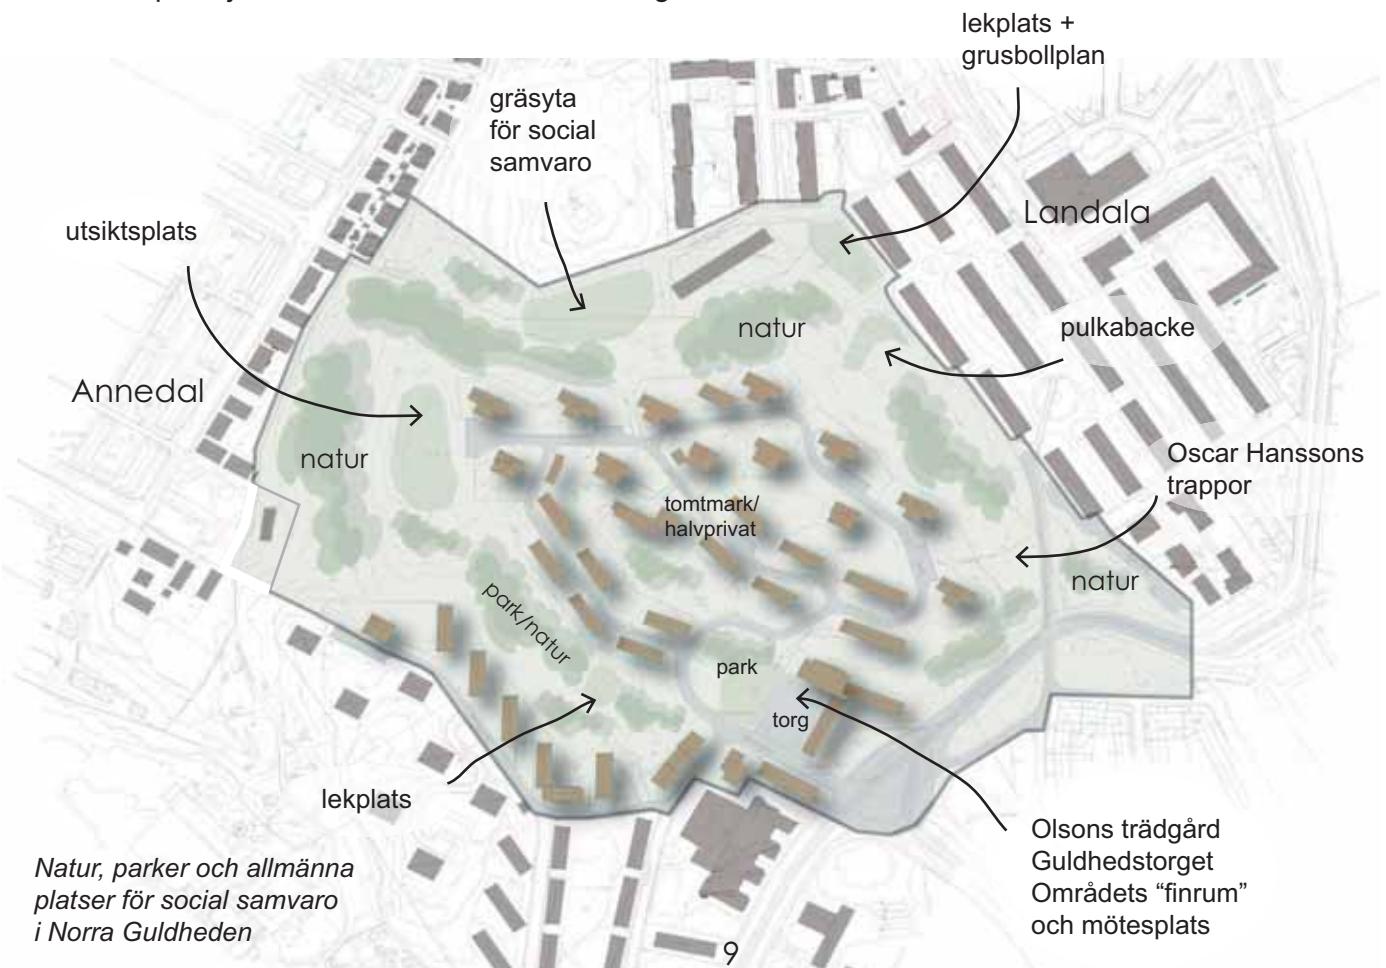 lekplats +
grusbollplan
gräsyta
för social
samvaro
Landala
utsiktsplats
natur
pulkabacke
Annedal
natur
Oscar Hanssons
trappor
tomtmark/
halvprivat
natur
park/natur
park
torg
lekplats
Olsons trädgård
Guldhedstorget
Områdets “finrum”
och mötesplats
Natur, parker och allmänna
platser för social samvaro
i Norra Guldheden
9